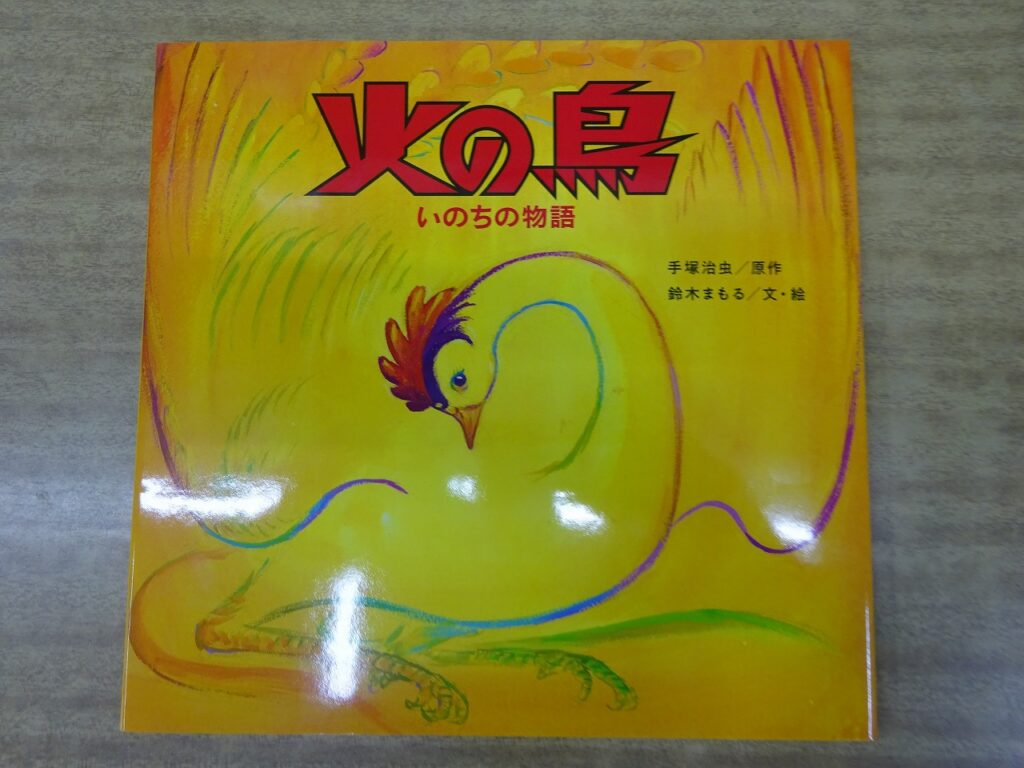 火の鳥
いのちの物語
手塚治虫／原作
鈴木まもる／文・絵